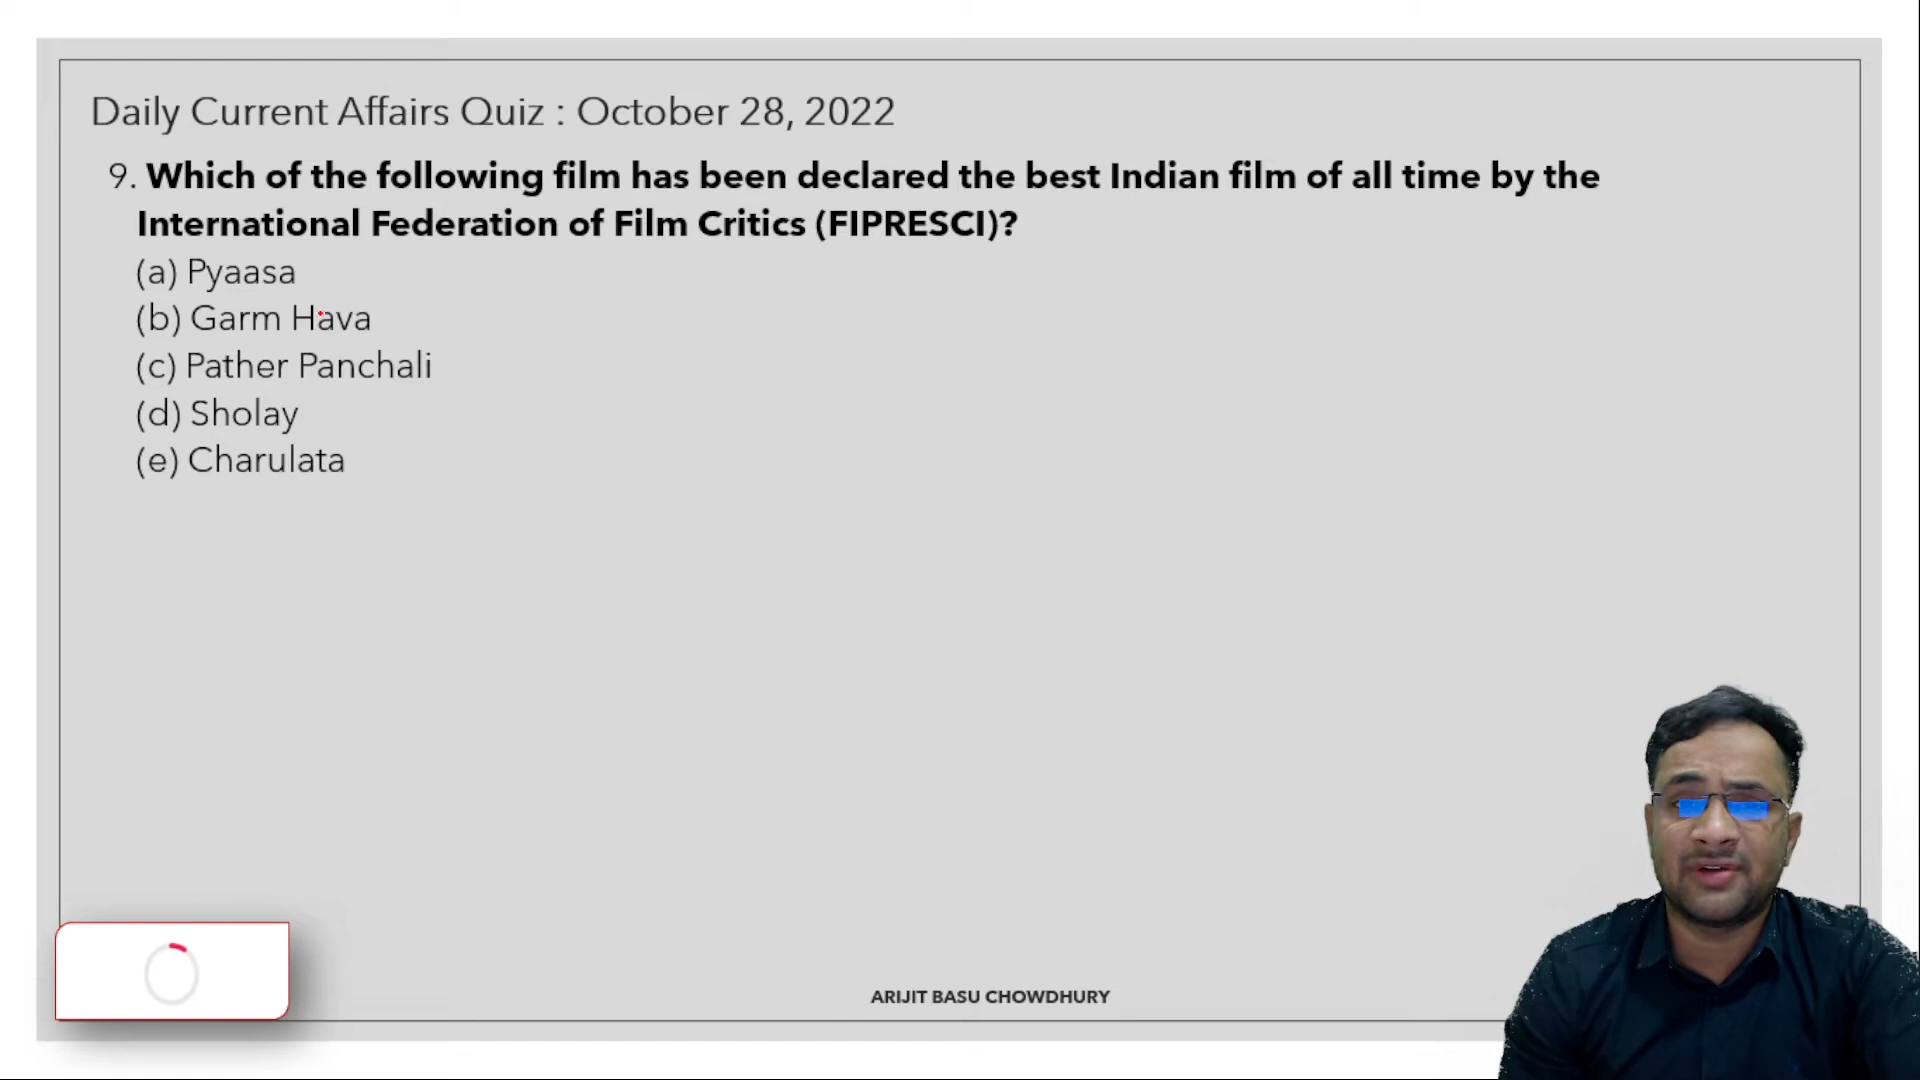 Daily Current Affairs Quiz : October 28, 2022
9. Which of the following film has been declared the best Indian film of all time by the
International Federation of Film Critics (FIPRESCI)?
(a) Pyaasa
(b) Garm Hava
(c) Pather Panchali
(d) Sholay
(e) Charulata
ARIJIT BASU CHOWDHURY